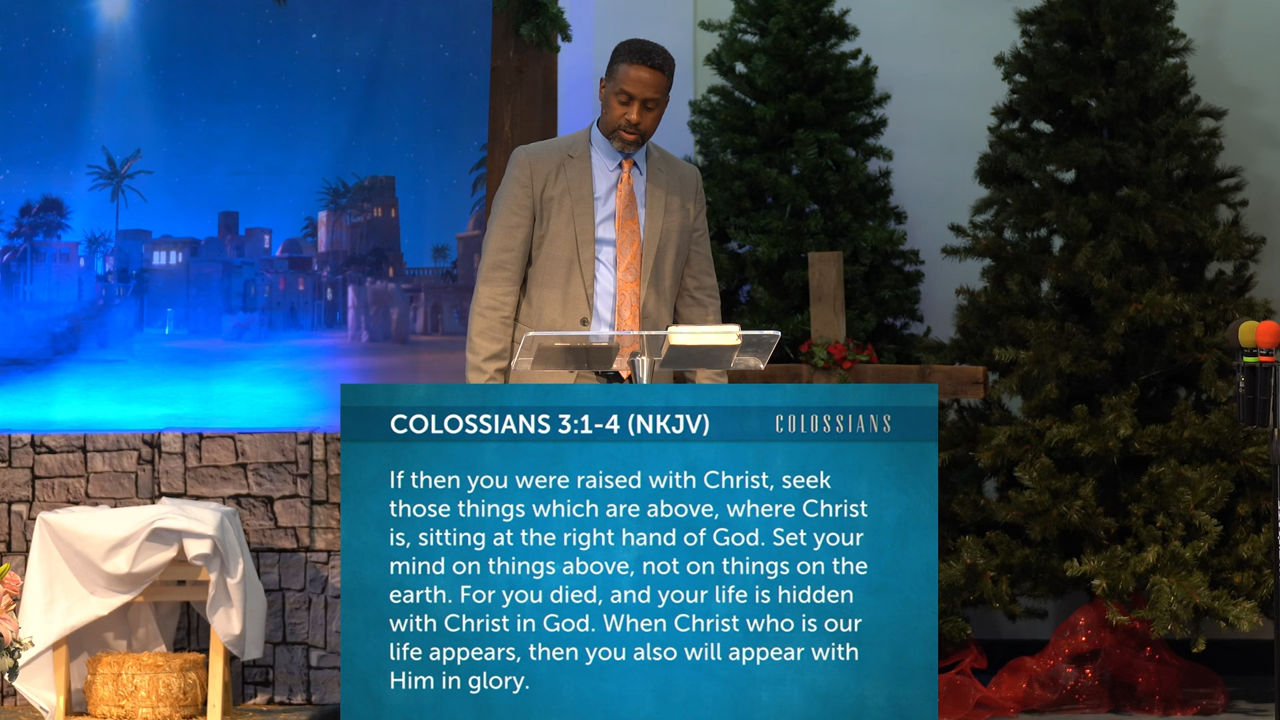 COLOSSIANS 3:1-4 (NKJV)
COLOSSIANS
If then you were raised with Christ, seek
those things which are above, where Christ
is, sitting at the right hand of God. Set your
mind on things above, not on things on the
earth. For you died, and your life is hidden
with Christ in God. When Christ who is our
life appears, then you also will appear with
Him in glory.